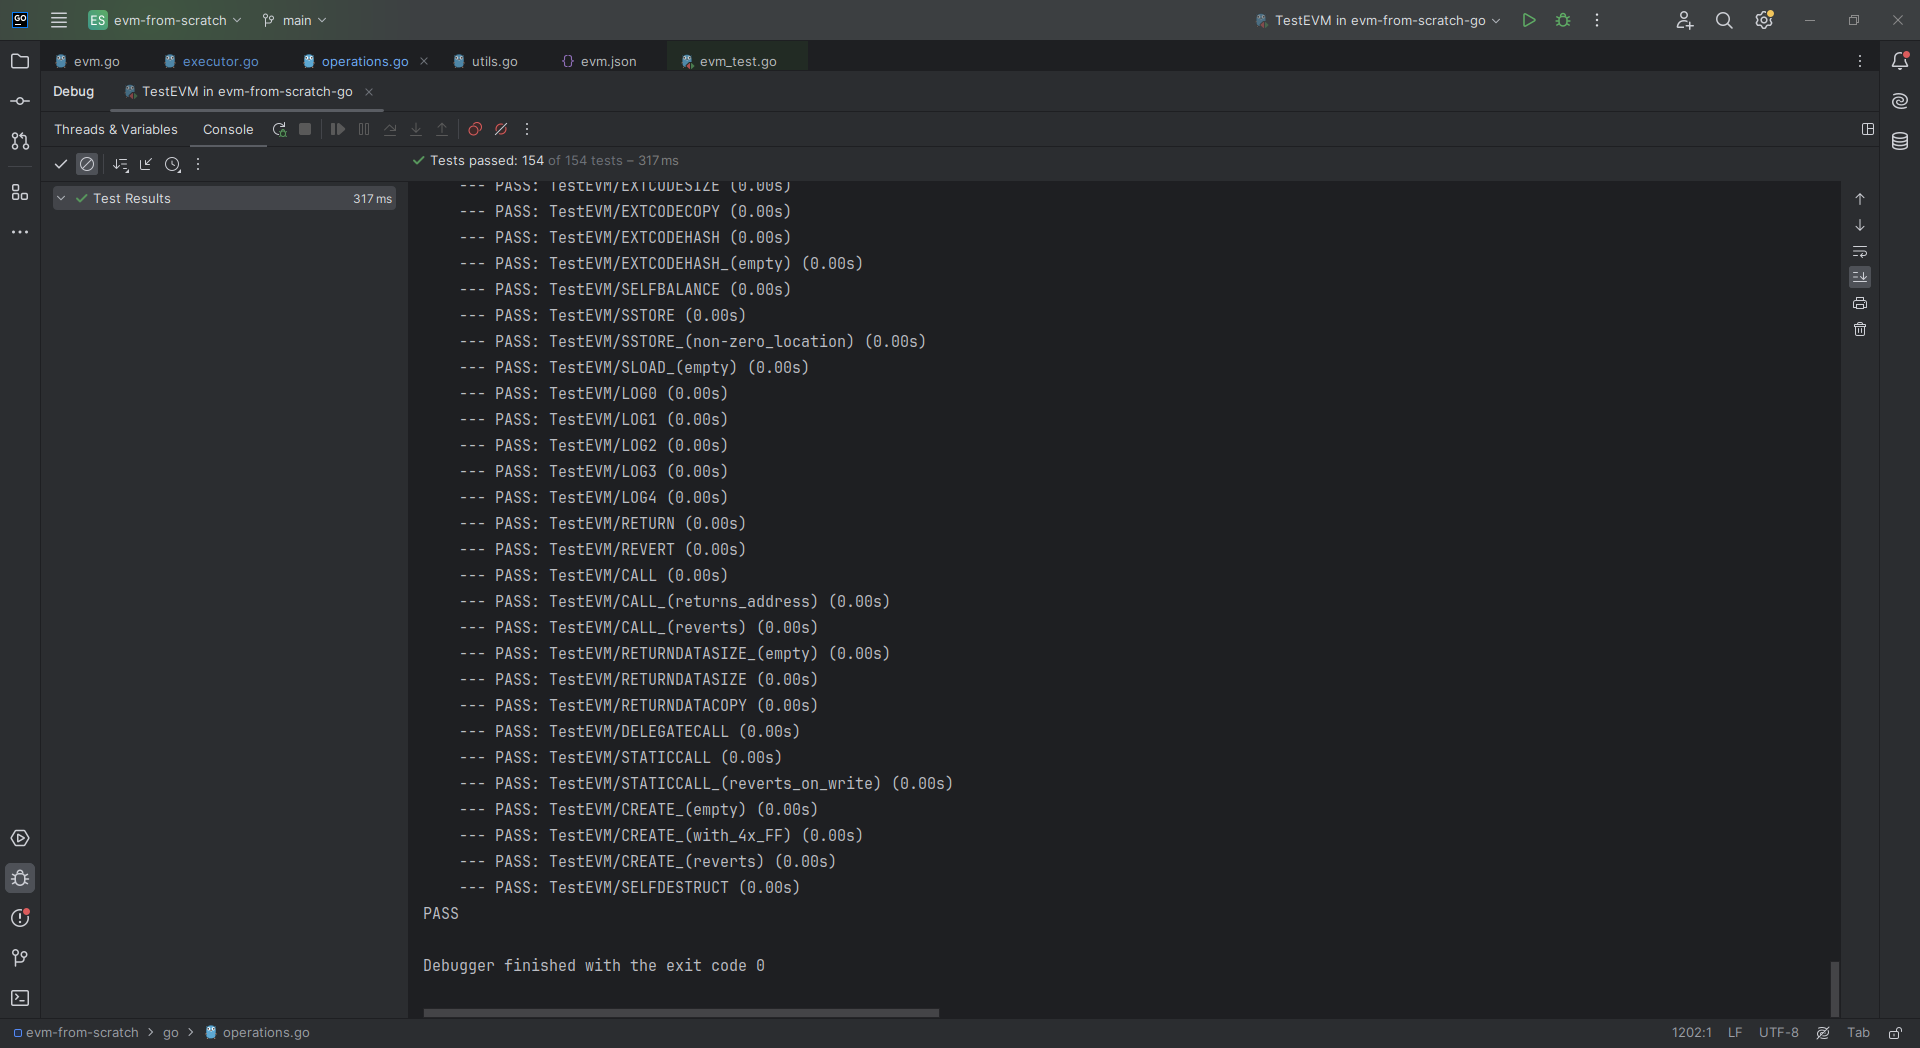 GO ES evm-from-scratch main TestEVM in evm-from-scratch-go
evm.go executor.go operations.go utils.go {} evm.json evm_test.go
Debug TestEVM in evm-from-scratch-go
Threads & Variables Console
Tests passed: 154 of 154 tests – 317 ms
Test Results 317 ms
--- PASS: TestEVM/EXTCODESIZE (0.00s)
--- PASS: TestEVM/EXTCODECOPY (0.00s)
--- PASS: TestEVM/EXTCODEHASH (0.00s)
--- PASS: TestEVM/EXTCODEHASH_(empty) (0.00s)
--- PASS: TestEVM/SELFBALANCE (0.00s)
--- PASS: TestEVM/SSTORE (0.00s)
--- PASS: TestEVM/SSTORE_(non-zero_location) (0.00s)
--- PASS: TestEVM/SLOAD_(empty) (0.00s)
--- PASS: TestEVM/LOG0 (0.00s)
--- PASS: TestEVM/LOG1 (0.00s)
--- PASS: TestEVM/LOG2 (0.00s)
--- PASS: TestEVM/LOG3 (0.00s)
--- PASS: TestEVM/LOG4 (0.00s)
--- PASS: TestEVM/RETURN (0.00s)
--- PASS: TestEVM/REVERT (0.00s)
--- PASS: TestEVM/CALL (0.00s)
--- PASS: TestEVM/CALL_(returns_address) (0.00s)
--- PASS: TestEVM/CALL_(reverts) (0.00s)
--- PASS: TestEVM/RETURNDATASIZE_(empty) (0.00s)
--- PASS: TestEVM/RETURNDATASIZE (0.00s)
--- PASS: TestEVM/RETURNDATACOPY (0.00s)
--- PASS: TestEVM/DELEGATECALL (0.00s)
--- PASS: TestEVM/STATICCALL (0.00s)
--- PASS: TestEVM/STATICCALL_(reverts_on_write) (0.00s)
--- PASS: TestEVM/CREATE_(empty) (0.00s)
--- PASS: TestEVM/CREATE_(with_4x_FF) (0.00s)
--- PASS: TestEVM/CREATE_(reverts) (0.00s)
--- PASS: TestEVM/SELFDESTRUCT (0.00s)
PASS
Debugger finished with the exit code 0
evm-from-scratch > go > operations.go 1202:1 LF UTF-8 Tab